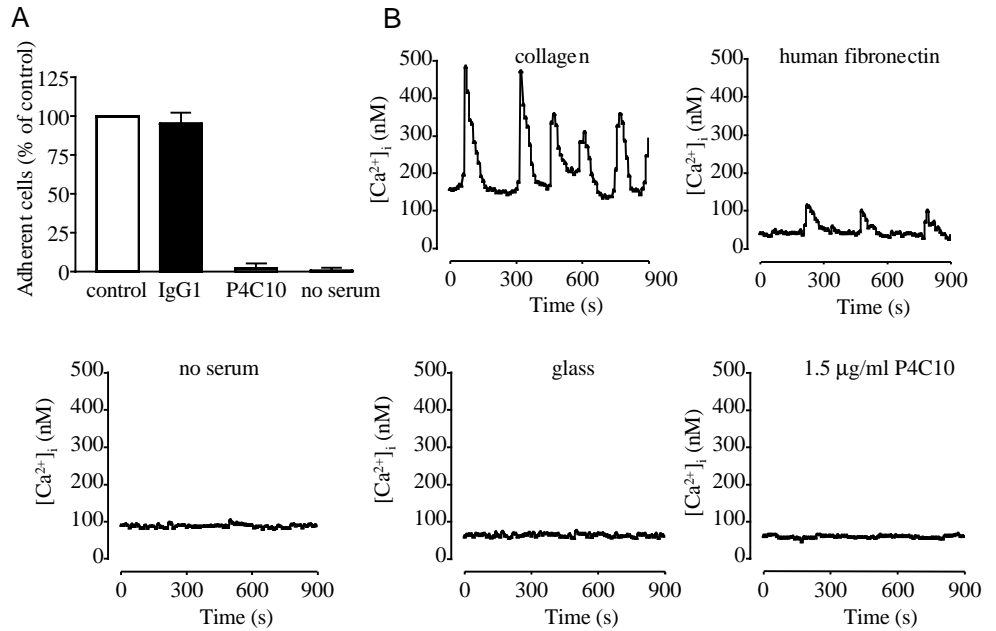 A
Adherent cells (% of control)
125
100
75
50
25
0
control IgG1 P4C10 no serum
B
collagen
[Ca²⁺]ᵢ (nM)
500
400
300
200
100
0
0 300 600 900
Time (s)
human fibronectin
[Ca²⁺]ᵢ (nM)
500
400
300
200
100
0
0 300 600 900
Time (s)
no serum
[Ca²⁺]ᵢ (nM)
500
400
300
200
100
0
0 300 600 900
Time (s)
glass
[Ca²⁺]ᵢ (nM)
500
400
300
200
100
0
0 300 600 900
Time (s)
1.5 µg/ml P4C10
[Ca²⁺]ᵢ (nM)
500
400
300
200
100
0
0 300 600 900
Time (s)